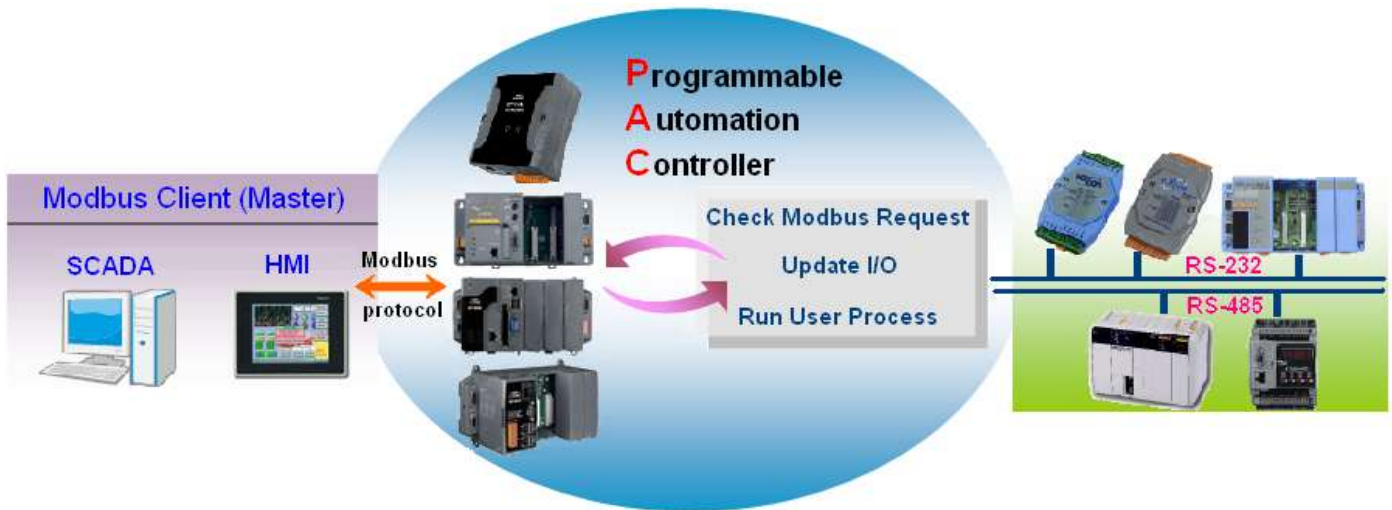 Programmable
Automation
Controller
Modbus Client (Master)
SCADA
HMI
Modbus
protocol
Check Modbus Request
Update I/O
Run User Process
RS-232
RS-485